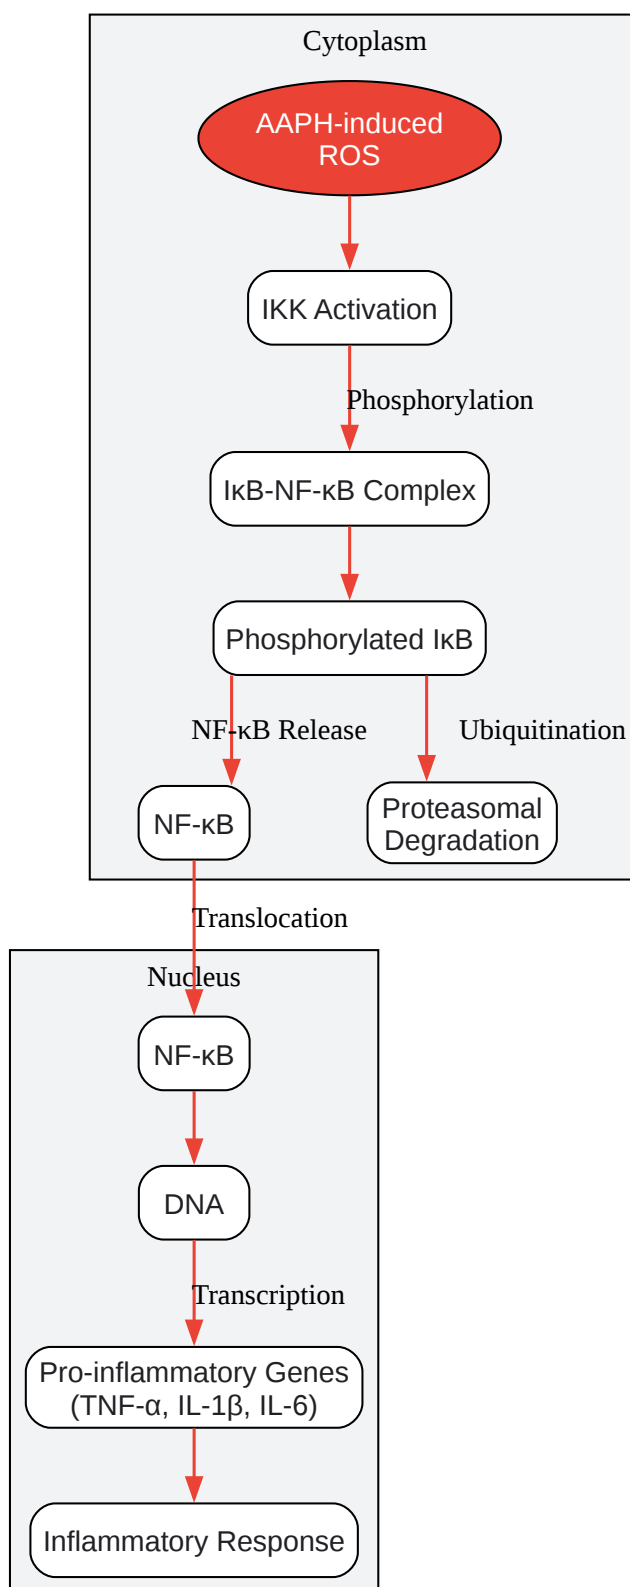 Cytoplasm
AAPH-induced
ROS
IKK Activation
Phosphorylation
IκB-NF-κB Complex
Phosphorylated IκB
NF-κB Release
Ubiquitination
NF-κB
Proteasomal
Degradation
Translocation
Nucleus
NF-κB
DNA
Transcription
Pro-inflammatory Genes
(TNF-α, IL-1β, IL-6)
Inflammatory Response